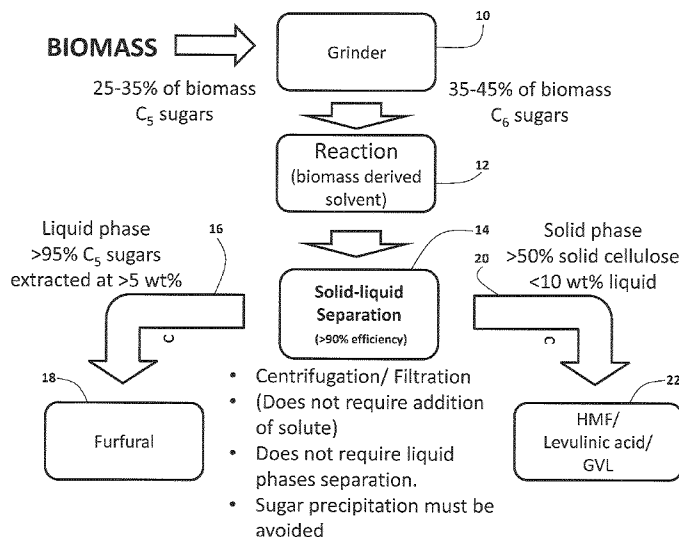 BIOMASS
Grinder
10
25-35% of biomass
C₅ sugars
35-45% of biomass
C₆ sugars
Reaction
(biomass derived
solvent)
12
Liquid phase
>95% C₅ sugars
extracted at >5 wt%
16
14
Solid-liquid
Separation
(>90% efficiency)
20
Solid phase
>50% solid cellulose
<10 wt% liquid
C
C
18
Furfural
• Centrifugation/ Filtration
• (Does not require addition
of solute)
• Does not require liquid
phases separation.
• Sugar precipitation must be
avoided
22
HMF/
Levulinic acid/
GVL